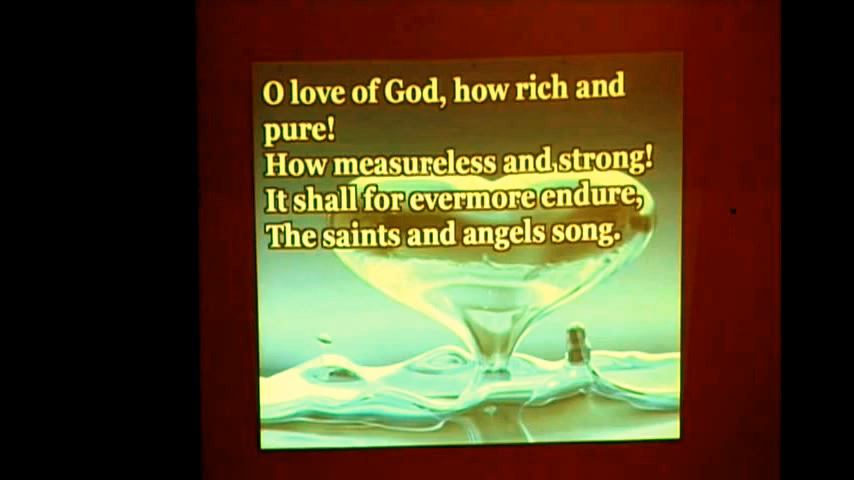 O love of God, how rich and
pure!
How measureless and strong!
It shall for evermore endure,
The saints and angels song.